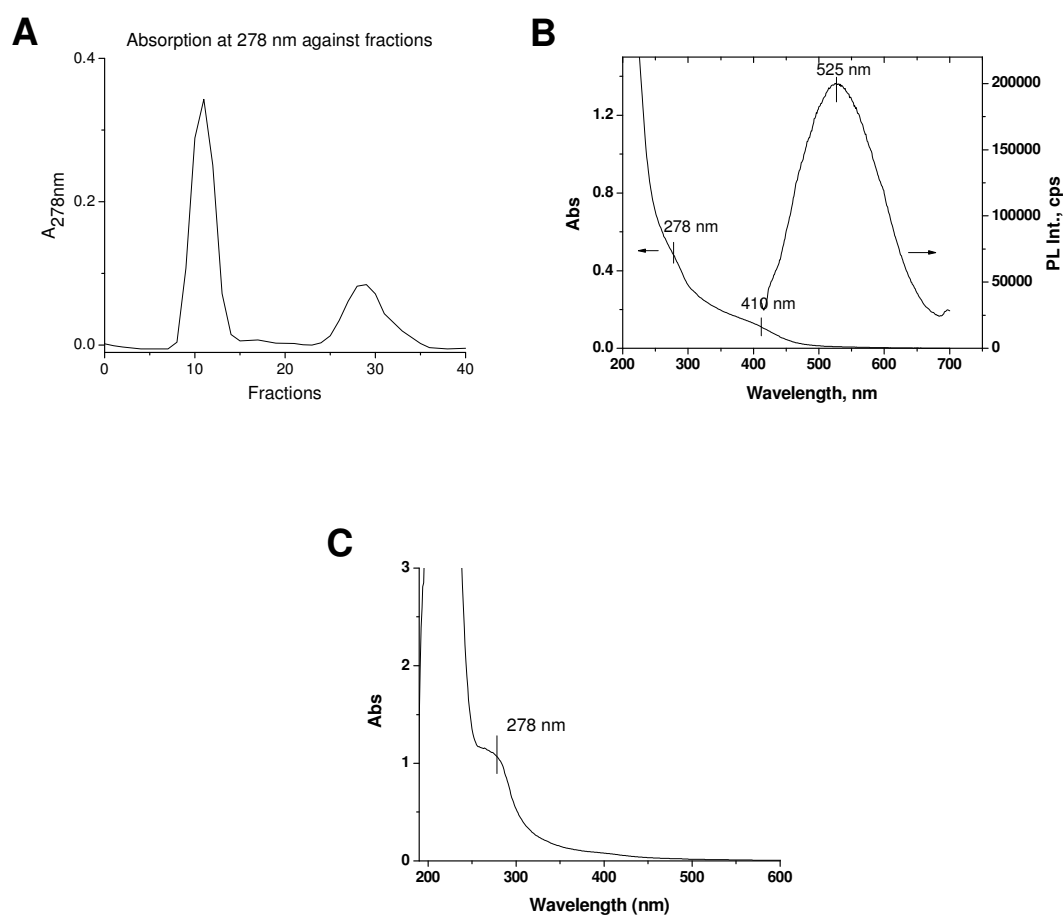 A
Absorption at 278 nm against fractions
0.4
0.2
0.0
A278nm
0 10 20 30 40
Fractions
B
525 nm
278 nm
410 nm
1.2
0.8
0.4
0.0
Abs
200000
150000
100000
50000
0
PL Int., cps
200 300 400 500 600 700
Wavelength, nm
C
278 nm
3
2
1
0
Abs
200 300 400 500 600
Wavelength (nm)